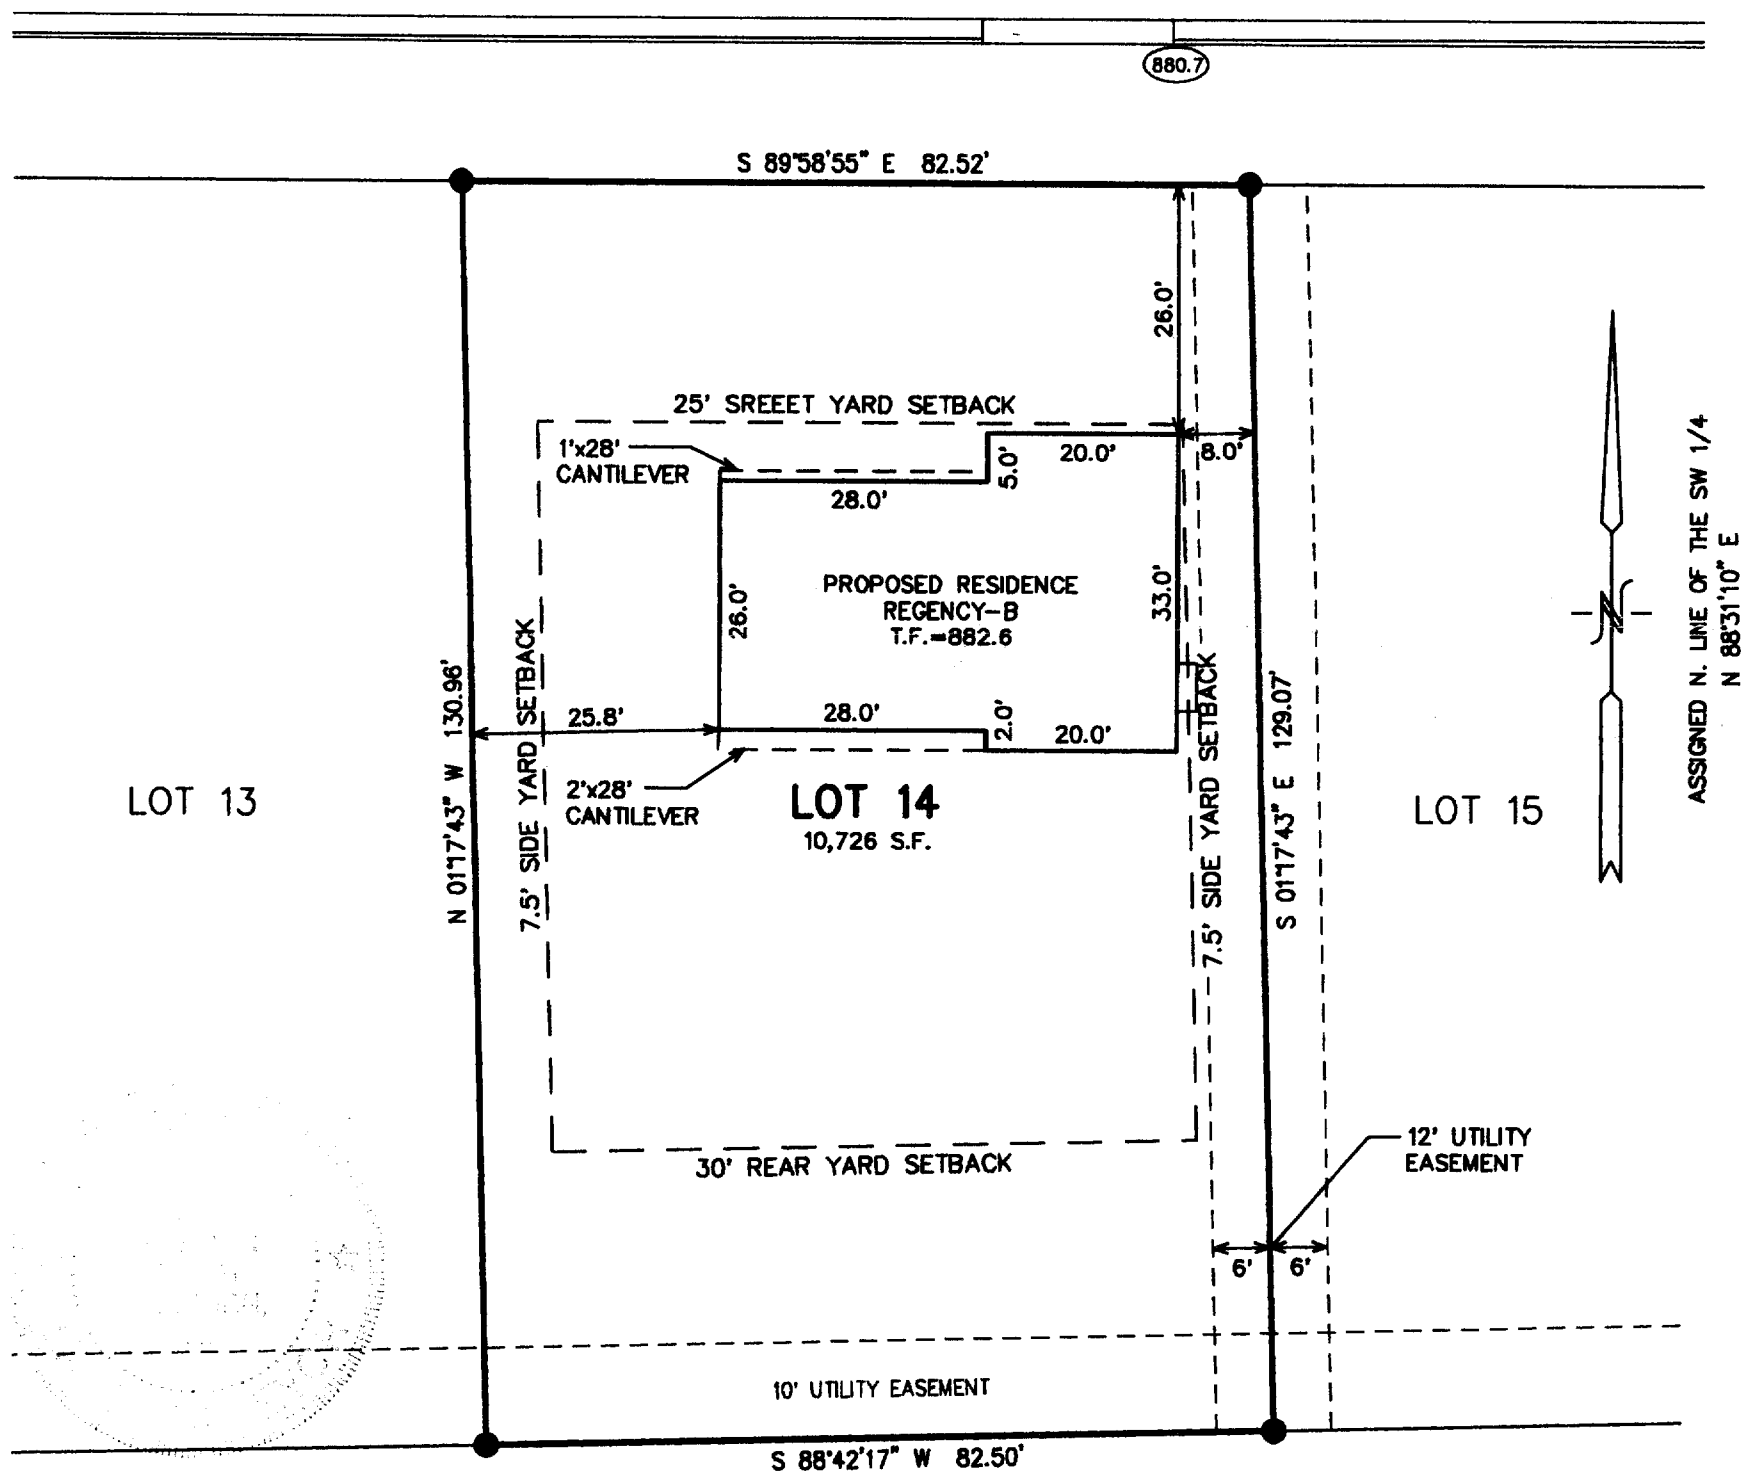 880.7
S 89°58'55" E 82.52'
26.0'
25' SREEET YARD SETBACK
1'x28'
CANTILEVER
28.0'
5.0'
20.0'
8.0'
PROPOSED RESIDENCE
REGENCY-B
T.F.=882.6
26.0'
33.0'
N 01°17'43" W 130.96'
7.5' SIDE YARD SETBACK
25.8'
28.0'
2.0'
20.0'
7.5' SIDE YARD SETBACK
S 01°17'43" E 129.07'
2'x28'
CANTILEVER
LOT 13
LOT 14
10,726 S.F.
LOT 15
N
ASSIGNED N. LINE OF THE SW 1/4
N 88°31'10" E
30' REAR YARD SETBACK
12' UTILITY
EASEMENT
6'
6'
10' UTILITY EASEMENT
S 88°42'17" W 82.50'